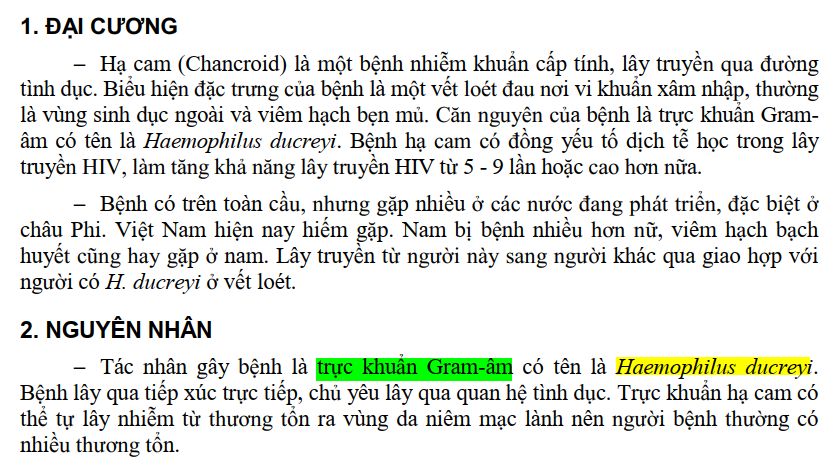 1. ĐẠI CƯƠNG
– Hạ cam (Chancroid) là một bệnh nhiễm khuẩn cấp tính, lây truyền qua đường
tình dục. Biểu hiện đặc trưng của bệnh là một vết loét đau nơi vi khuẩn xâm nhập, thường
là vùng sinh dục ngoài và viêm hạch bẹn mủ. Căn nguyên của bệnh là trực khuẩn Gram-
âm có tên là Haemophilus ducreyi. Bệnh hạ cam có đồng yếu tố dịch tễ học trong lây
truyền HIV, làm tăng khả năng lây truyền HIV từ 5 - 9 lần hoặc cao hơn nữa.
– Bệnh có trên toàn cầu, nhưng gặp nhiều ở các nước đang phát triển, đặc biệt ở
châu Phi. Việt Nam hiện nay hiếm gặp. Nam bị bệnh nhiều hơn nữ, viêm hạch bạch
huyết cũng hay gặp ở nam. Lây truyền từ người này sang người khác qua giao hợp với
người có H. ducreyi ở vết loét.
2. NGUYÊN NHÂN
– Tác nhân gây bệnh là trực khuẩn Gram-âm có tên là Haemophilus ducreyi.
Bệnh lây qua tiếp xúc trực tiếp, chủ yếu lây qua quan hệ tình dục. Trực khuẩn hạ cam có
thể tự lây nhiễm từ thương tổn ra vùng da niêm mạc lành nên người bệnh thường có
nhiều thương tổn.